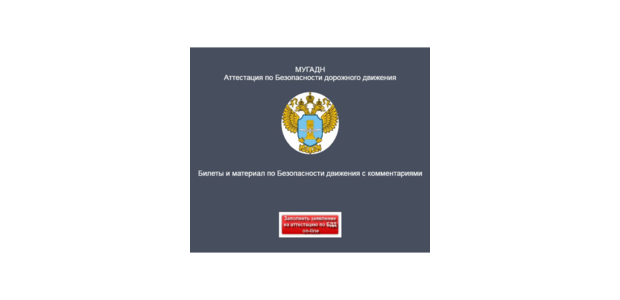 МУГАДН
Аттестация по Безопасности дорожного движения
Билеты и материал по Безопасности движения с комментариями
Заполнить заявление
на аттестацию по БДД
on-line